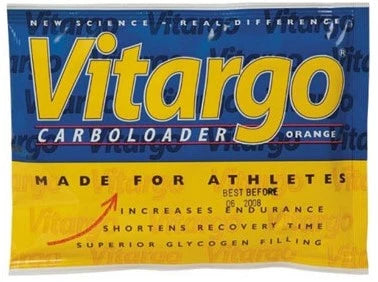 NEW SCIENCE REAL DIFFERENCE
Vitargo®
CARBOLOADER ORANGE
MADE FOR ATHLETES
BEST BEFORE
06 2008
INCREASES ENDURANCE
SHORTENS RECOVERY TIME
SUPERIOR GLYCOGEN FILLING